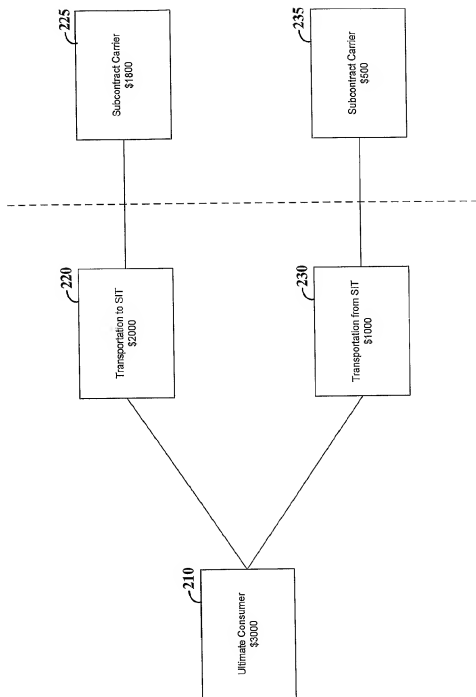 225
Subcontract Carrier
$1800
235
Subcontract Carrier
$500
220
Transportation to SIT
$2000
230
Transportation from SIT
$1000
210
Ultimate Consumer
$3000